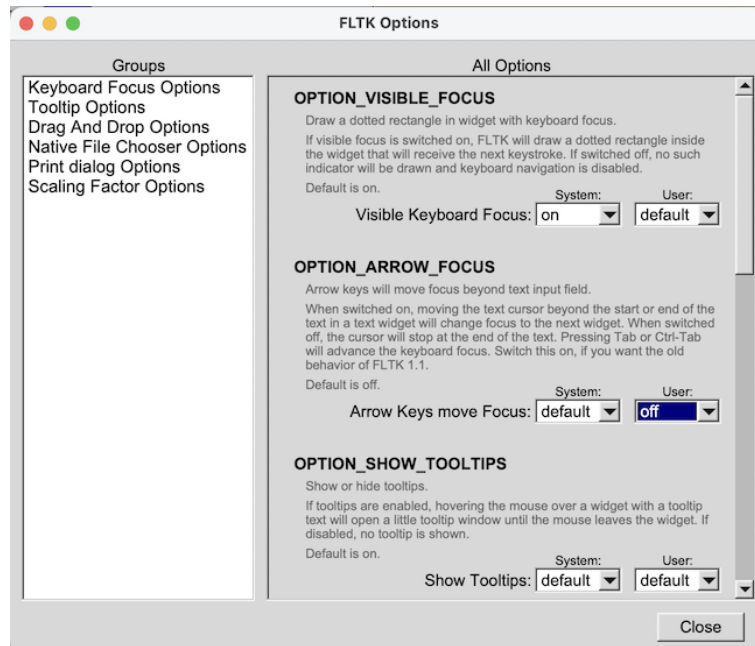 FLTK Options
Groups
Keyboard Focus Options
Tooltip Options
Drag And Drop Options
Native File Chooser Options
Print dialog Options
Scaling Factor Options
All Options
OPTION_VISIBLE_FOCUS
Draw a dotted rectangle in widget with keyboard focus.
If visible focus is switched on, FLTK will draw a dotted rectangle inside
the widget that will receive the next keystroke. If switched off, no such
indicator will be drawn and keyboard navigation is disabled.
Default is on.
System: User:
Visible Keyboard Focus: on default
OPTION_ARROW_FOCUS
Arrow keys will move focus beyond text input field.
When switched on, moving the text cursor beyond the start or end of the
text in a text widget will change focus to the next widget. When switched
off, the cursor will stop at the end of the text. Pressing Tab or Ctrl-Tab
will advance the keyboard focus. Switch this on, if you want the old
behavior of FLTK 1.1.
Default is off.
System: User:
Arrow Keys move Focus: default off
OPTION_SHOW_TOOLTIPS
Show or hide tooltips.
If tooltips are enabled, hovering the mouse over a widget with a tooltip
text will open a little tooltip window until the mouse leaves the widget. If
disabled, no tooltip is shown.
Default is on.
System: User:
Show Tooltips: default default
Close